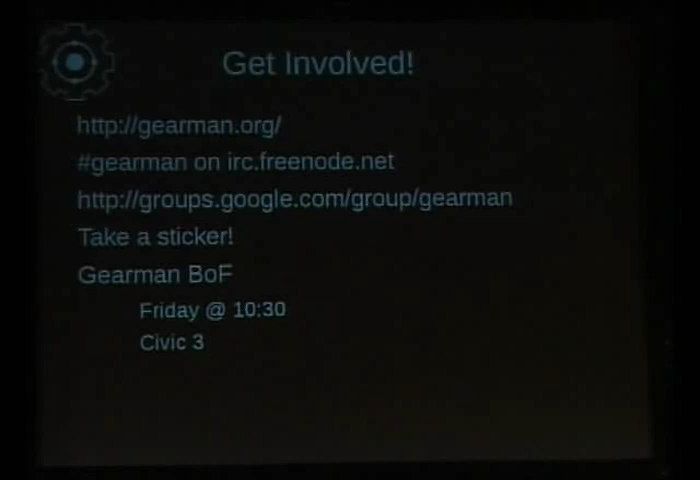 Get Involved!
http://gearman.org/
#gearman on irc.freenode.net
http://groups.google.com/group/gearman
Take a sticker!
Gearman BoF
Friday @ 10:30
Civic 3